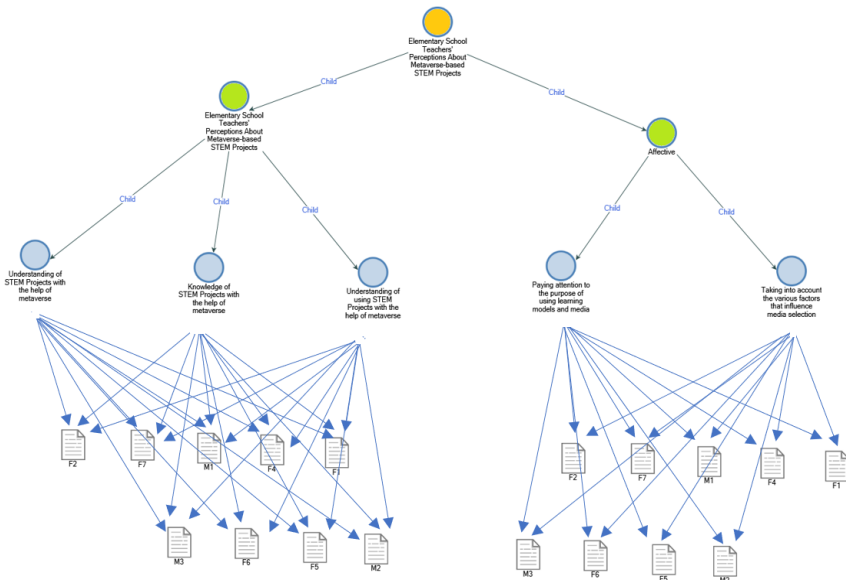 Elementary School
Teachers'
Perceptions About
Metaverse-based
STEM Projects
Child
Child
Elementary School
Teachers'
Perceptions About
Metaverse-based
STEM Projects
Affective
Child
Child
Child
Child
Child
Understanding of
STEM Projects with
the help of
metaverse
Knowledge of
STEM Projects with
the help of
metaverse
Understanding of
using STEM
Projects with the
help of metaverse
Paying attention to
the purpose of
using learning
models and media
Taking into account
the various factors
that influence
media selection
F2
F7
M1
F4
F1
F2
F7
M1
F4
F1
M3
F6
F5
M2
M3
F6
F5
M2